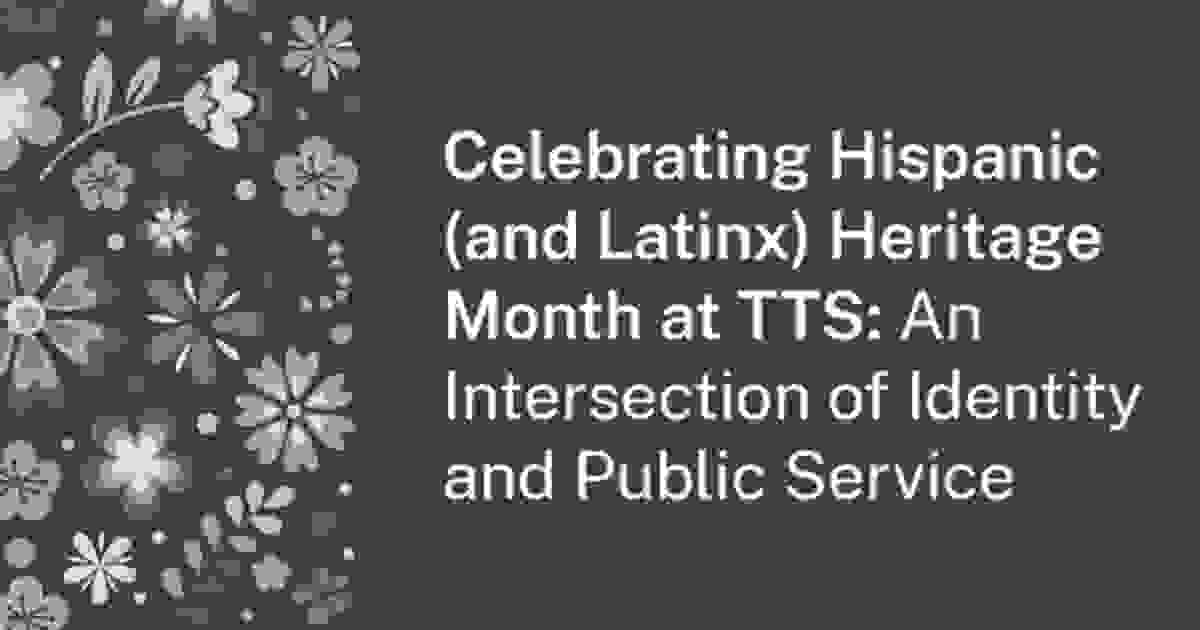 Celebrating Hispanic
(and Latinx) Heritage
Month at TTS: An
Intersection of Identity
and Public Service